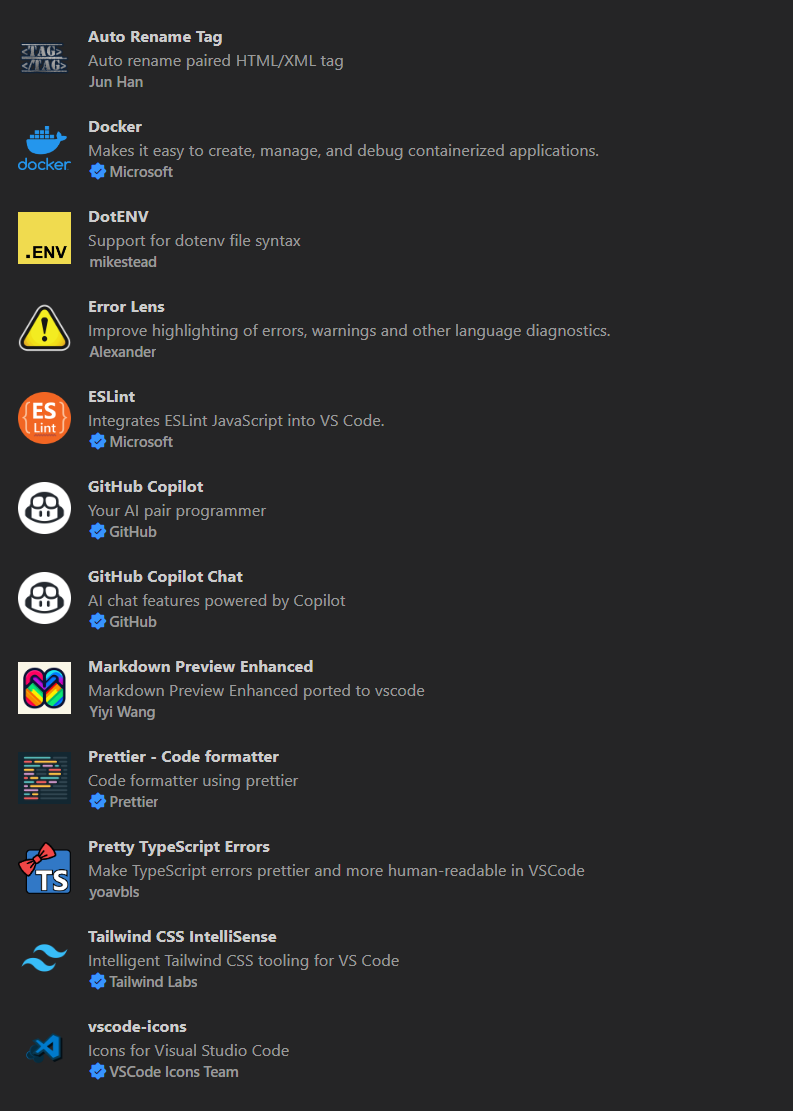 <TAG>
</TAG>
Auto Rename Tag
Auto rename paired HTML/XML tag
Jun Han
docker
Docker
Makes it easy to create, manage, and debug containerized applications.
Microsoft
.ENV
DotENV
Support for dotenv file syntax
mikestead
!
Error Lens
Improve highlighting of errors, warnings and other language diagnostics.
Alexander
{ES
Lint}
ESLint
Integrates ESLint JavaScript into VS Code.
Microsoft
GitHub Copilot
Your AI pair programmer
GitHub
GitHub Copilot Chat
AI chat features powered by Copilot
GitHub
Markdown Preview Enhanced
Markdown Preview Enhanced ported to vscode
Yiyi Wang
Prettier - Code formatter
Code formatter using prettier
Prettier
TS
Pretty TypeScript Errors
Make TypeScript errors prettier and more human-readable in VSCode
yoavbls
Tailwind CSS IntelliSense
Intelligent Tailwind CSS tooling for VS Code
Tailwind Labs
vscode-icons
Icons for Visual Studio Code
VSCode Icons Team